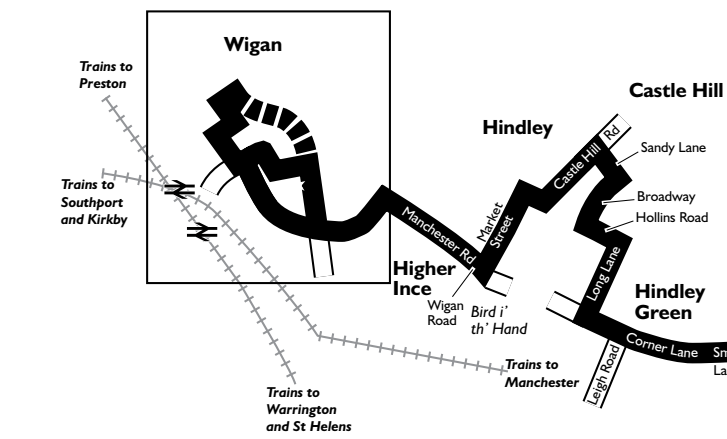 Wigan
Trains to
Preston
Trains to
Southport
and Kirkby
Castle Hill
Hindley
Castle Hill
Rd
Sandy Lane
Broadway
Hollins Road
Market
Street
Manchester Rd
Higher
Ince
Wigan
Road
Bird i'
th' Hand
Long Lane
Hindley
Green
Corner Lane
Sm
La
Leigh Road
Trains to
Manchester
Trains to
Warrington
and St Helens